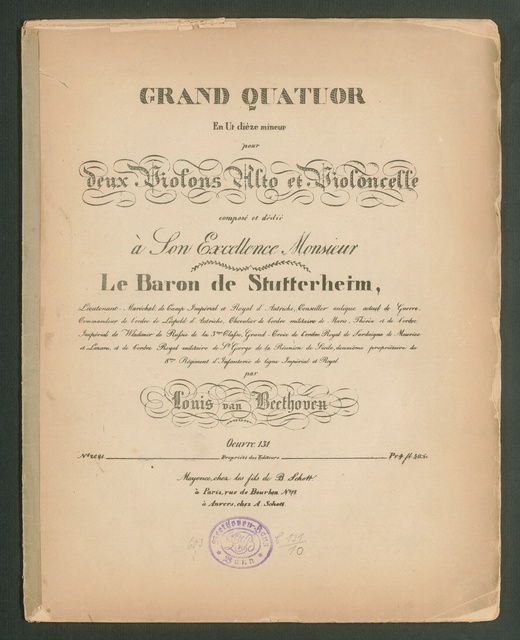 GRAND QUATUOR
En Ut dièze mineur
pour
deux Violons Alto et Violoncelle
composé et dédié
à Son Excellence Monsieur
Le Baron de Stutterheim,
Lieutenant Maréchal de Camp Impérial et Royal d'Autriche, Conseiller aulique actuel de Guerre,
Commandeur de l'ordre de Léopold d'Autriche, Chevalier de l'ordre militaire de Marie Thérèse et de l'ordre
Impérial de Wladimir de Russie de la 3me Classe, Grand Croix de l'ordre Royal de Sardaigne de Maurice
et Lazare, et de l'ordre Royal militaire de St George de la Réunion de Sicile, deuxième propriétaire du
8me Régiment d'Infanterie de ligne Impérial et Royal
par
Louis van Beethoven
Oeuvre 131
Propriété des Editeurs
Mayence, chez les fils de B. Schott
à Paris, rue de Bourbon
à Anvers, chez A. Schott.
Beethoven-Haus
Bonn
10